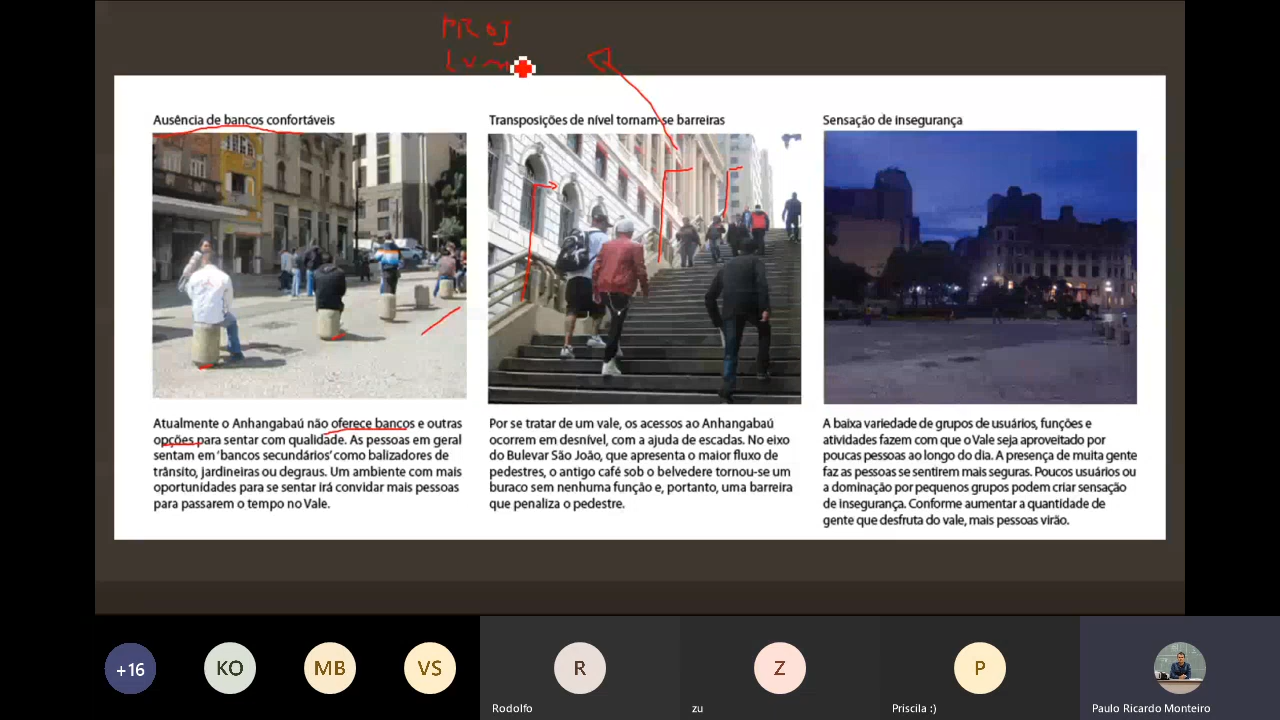 PROJ
Lum
Ausência de bancos confortáveis
Atualmente o Anhangabaú não oferece bancos e outras
opções para sentar com qualidade. As pessoas em geral
sentam em 'bancos secundários' como balizadores de
trânsito, jardineiras ou degraus. Um ambiente com mais
oportunidades para se sentar irá convidar mais pessoas
para passarem o tempo no Vale.
Transposições de nível tornam-se barreiras
Por se tratar de um vale, os acessos ao Anhangabaú
ocorrem em desnível, com a ajuda de escadas. No eixo
do Bulevar São João, que apresenta o maior fluxo de
pedestres, o antigo café sob o belvedere tornou-se um
buraco sem nenhuma função e, portanto, uma barreira
que penaliza o pedestre.
Sensação de insegurança
A baixa variedade de grupos de usuários, funções e
atividades fazem com que o Vale seja aproveitado por
poucas pessoas ao longo do dia. A presença de muita gente
faz as pessoas se sentirem mais seguras. Poucos usuários ou
a dominação por pequenos grupos podem criar sensação
de insegurança. Conforme aumentar a quantidade de
gente que desfruta do vale, mais pessoas virão.
+16
KO
MB
VS
R
Rodolfo
Z
zu
P
Priscila :)
Paulo Ricardo Monteiro